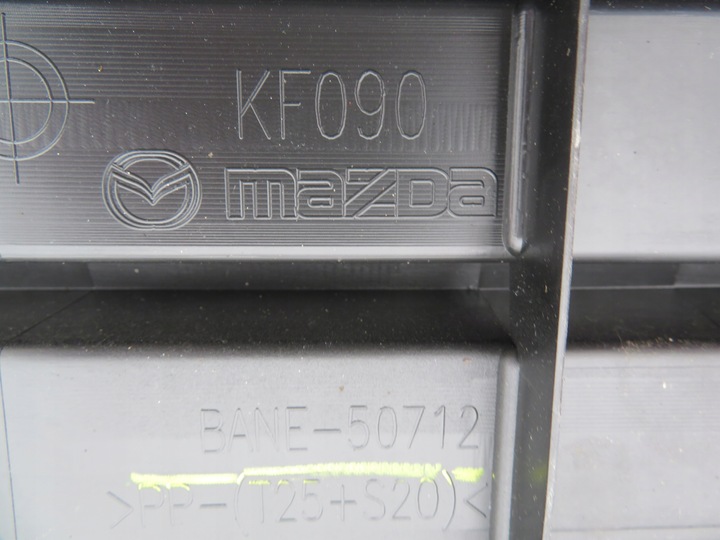 KF090
mazda
BANE-50712
>PP-(T25+S20)<